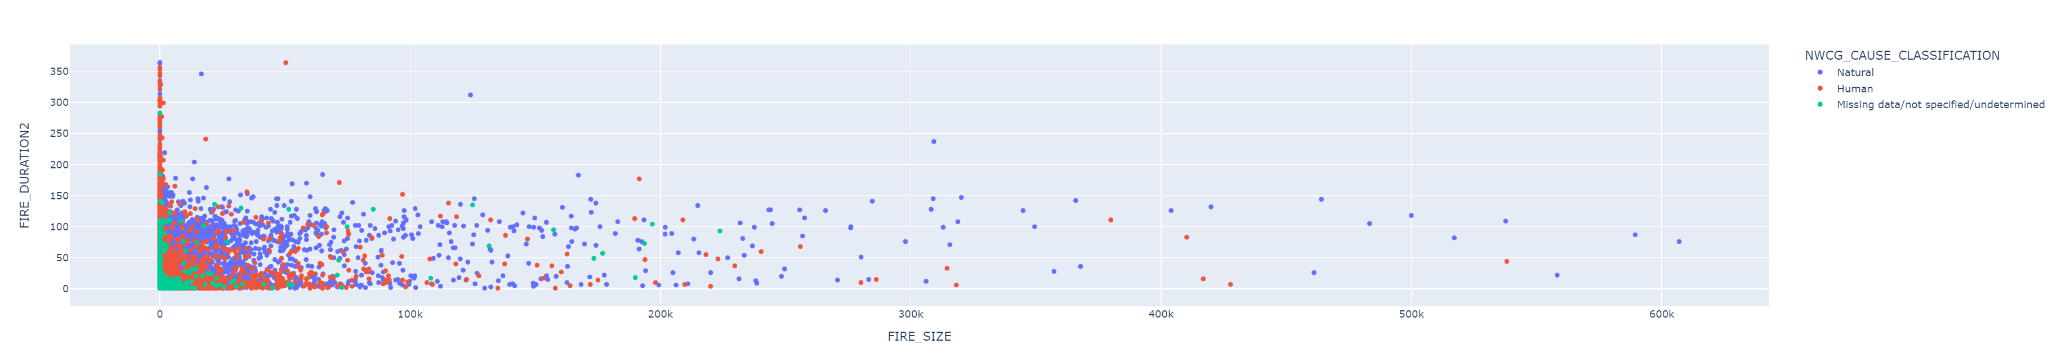 NWCG_CAUSE_CLASSIFICATION
Natural
Human
Missing data/not specified/undetermined
FIRE_DURATION2
350
300
250
200
150
100
50
0
0 100k 200k 300k 400k 500k 600k
FIRE_SIZE